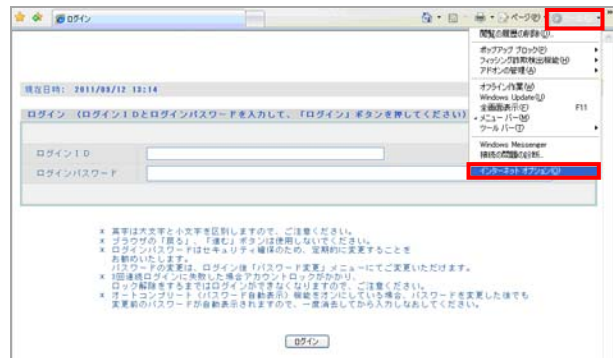 ログイン
ページ(P)
閲覧の履歴の削除(D)...
ポップアップ ブロック(P)
フィッシング詐欺検出機能(H)
アドオンの管理(A)
オフライン作業(W)
Windows Update(U)
全画面表示(F) F11
メニュー バー(M)
ツール バー(T)
Windows Messenger
接続の問題の診断...
インターネット オプション(O)
現在日時: 2011/03/12 13:14
ログイン (ログインIDとログインパスワードを入力して、「ログイン」ボタンを押してください)
ログインID
ログインパスワード
※ 英字は大文字と小文字を区別しますので、ご注意ください。
※ ブラウザの「戻る」、「進む」ボタンは使用しないでください。
※ ログインパスワードはセキュリティ確保のため、定期的に変更することを
お勧めいたします。
パスワードの変更は、ログイン後「パスワード変更」メニューにてご変更いただけます。
※ 3回連続ログインに失敗した場合アカウントロックがかかり、
ロック解除をするまではログインができなくなりますので、ご注意ください。
※ オートコンプリート（パスワード自動表示）機能をオンにしている場合、パスワードを変更した後でも
変更前のパスワードが自動表示されますので、一度消去してから入力しなおしてください。
ログイン